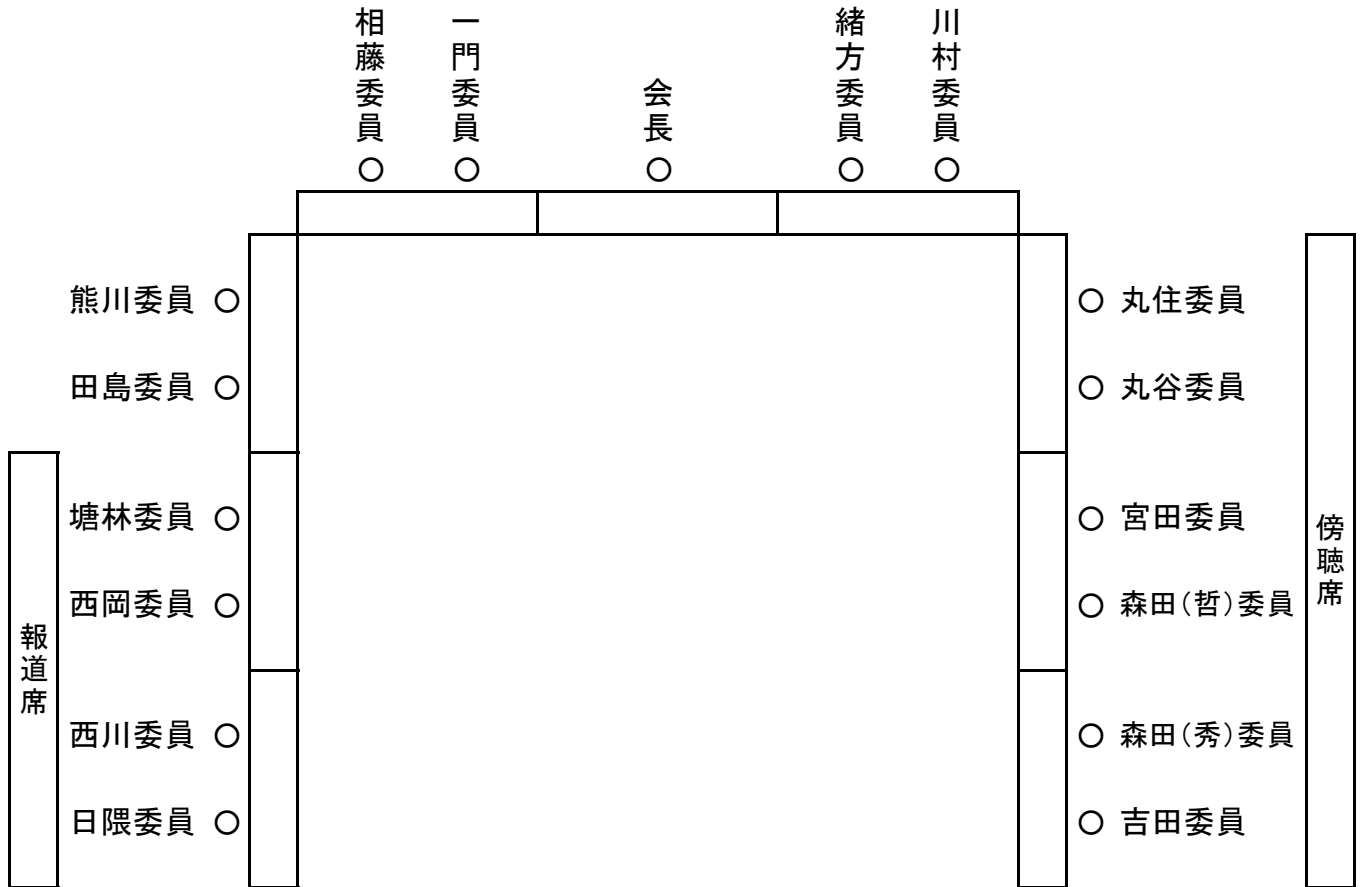 相藤委員
一門委員
会長
緒方委員
川村委員
熊川委員
田島委員
塘林委員
西岡委員
西川委員
日隈委員
報道席
丸住委員
丸谷委員
宮田委員
森田（哲）委員
森田（秀）委員
吉田委員
傍聴席